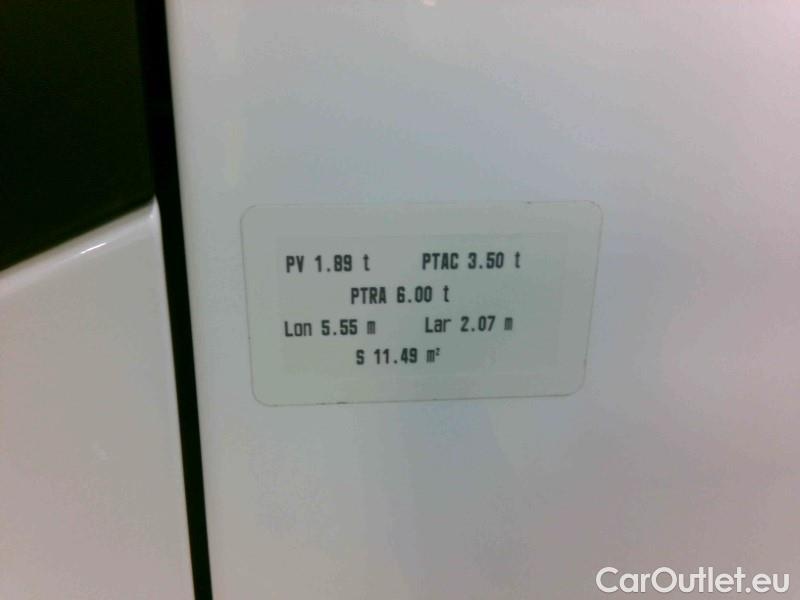 PV 1.89 t PTAC 3.50 t
PTRA 6.00 t
Lon 5.55 m Lar 2.07 m
S 11.49 m²
CarOutlet.eu